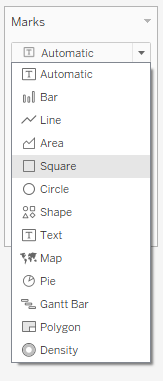 Marks
Automatic
Automatic
Bar
Line
Area
Square
Circle
Shape
Text
Map
Pie
Gantt Bar
Polygon
Density